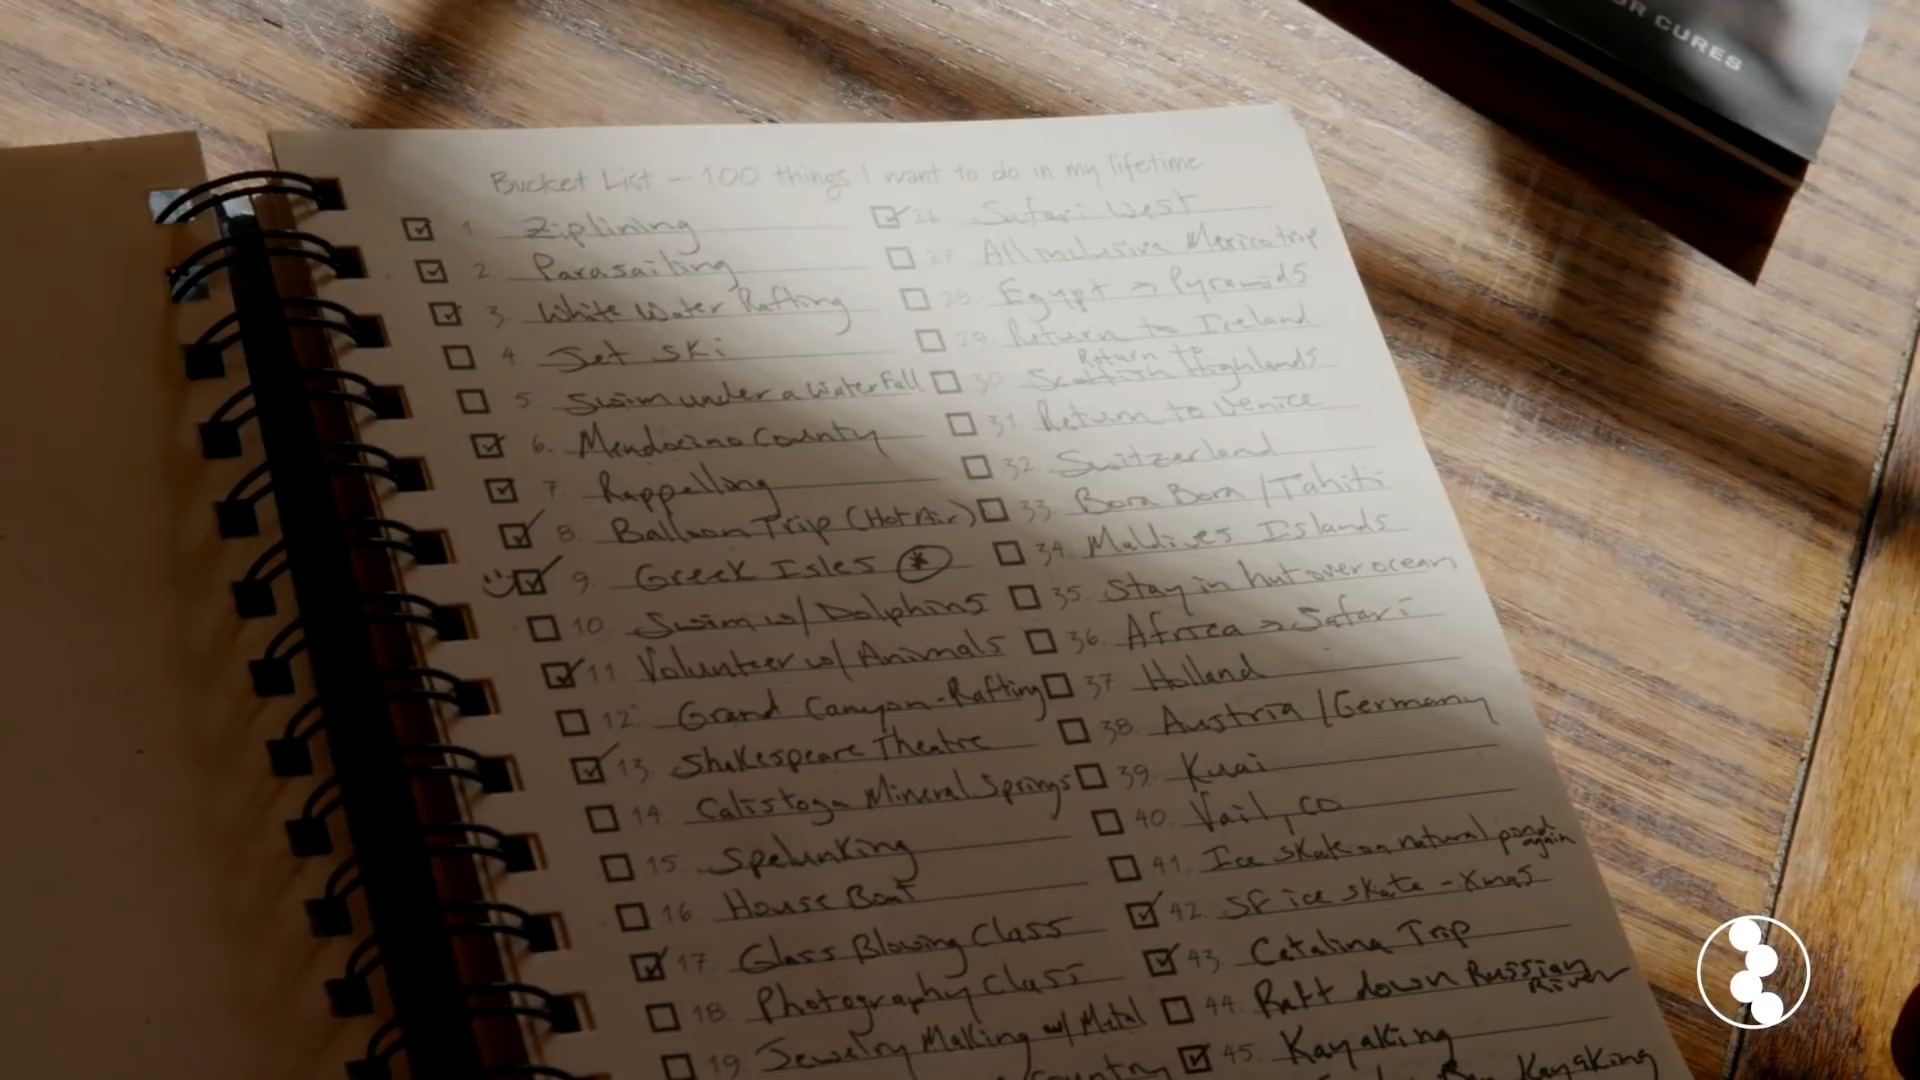 OR CURES
Bucket List - 100 things I want to do in my lifetime
1. Ziplining
2. Parasailing
3. White Water Rafting
4. Jet Ski
5. Swim under a Waterfall
6. Mendocino County
7. Rappelling
8. Balloon Trip (Hot Air)
9 Greek Isles *
10 Swim w/ Dolphins
11 Volunteer w/ Animals
12 Grand Canyon-Rafting
13 Shakespeare Theatre
14 Calistoga Mineral Springs
15 Spelunking
16 House Boat
17 Glass Blowing Class
18. Photography Class
19. Jewelry Making w/ Metal
Country
26 Safari West
27 All inclusive Mexico trip
28. Egypt → Pyramids
29. Return to Ireland
30 Return to Scottish Highlands
31 Return to Venice
32 Switzerland
33 Bora Bora / Tahiti
34 Maldives Islands
35 Stay in hut over ocean
36. Africa → Safari
37 Holland
38. Austria / Germany
39. Kuai
40. Vail, CO
41. Ice skate on natural pond again
42. SF ice skate - Xmas
43 Catalina Trip
44. Raft down Russian River
45. Kayaking
Kayaking